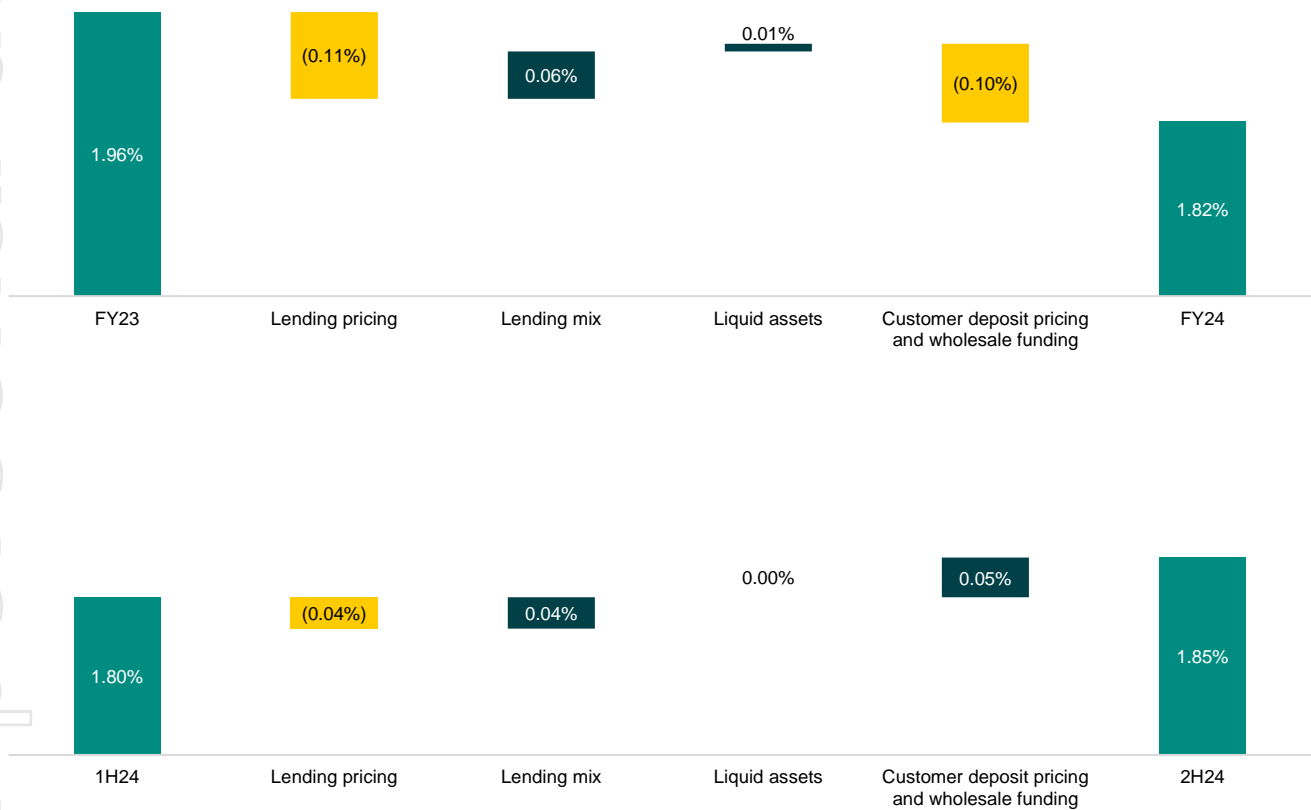 0.01%
(0.11%)
0.06%
(0.10%)
1.96%
1.82%
FY23
Lending pricing
Lending mix
Liquid assets
Customer deposit pricing
and wholesale funding
FY24
0.00%
0.05%
(0.04%)
0.04%
1.80%
1.85%
1H24
Lending pricing
Lending mix
Liquid assets
Customer deposit pricing
and wholesale funding
2H24